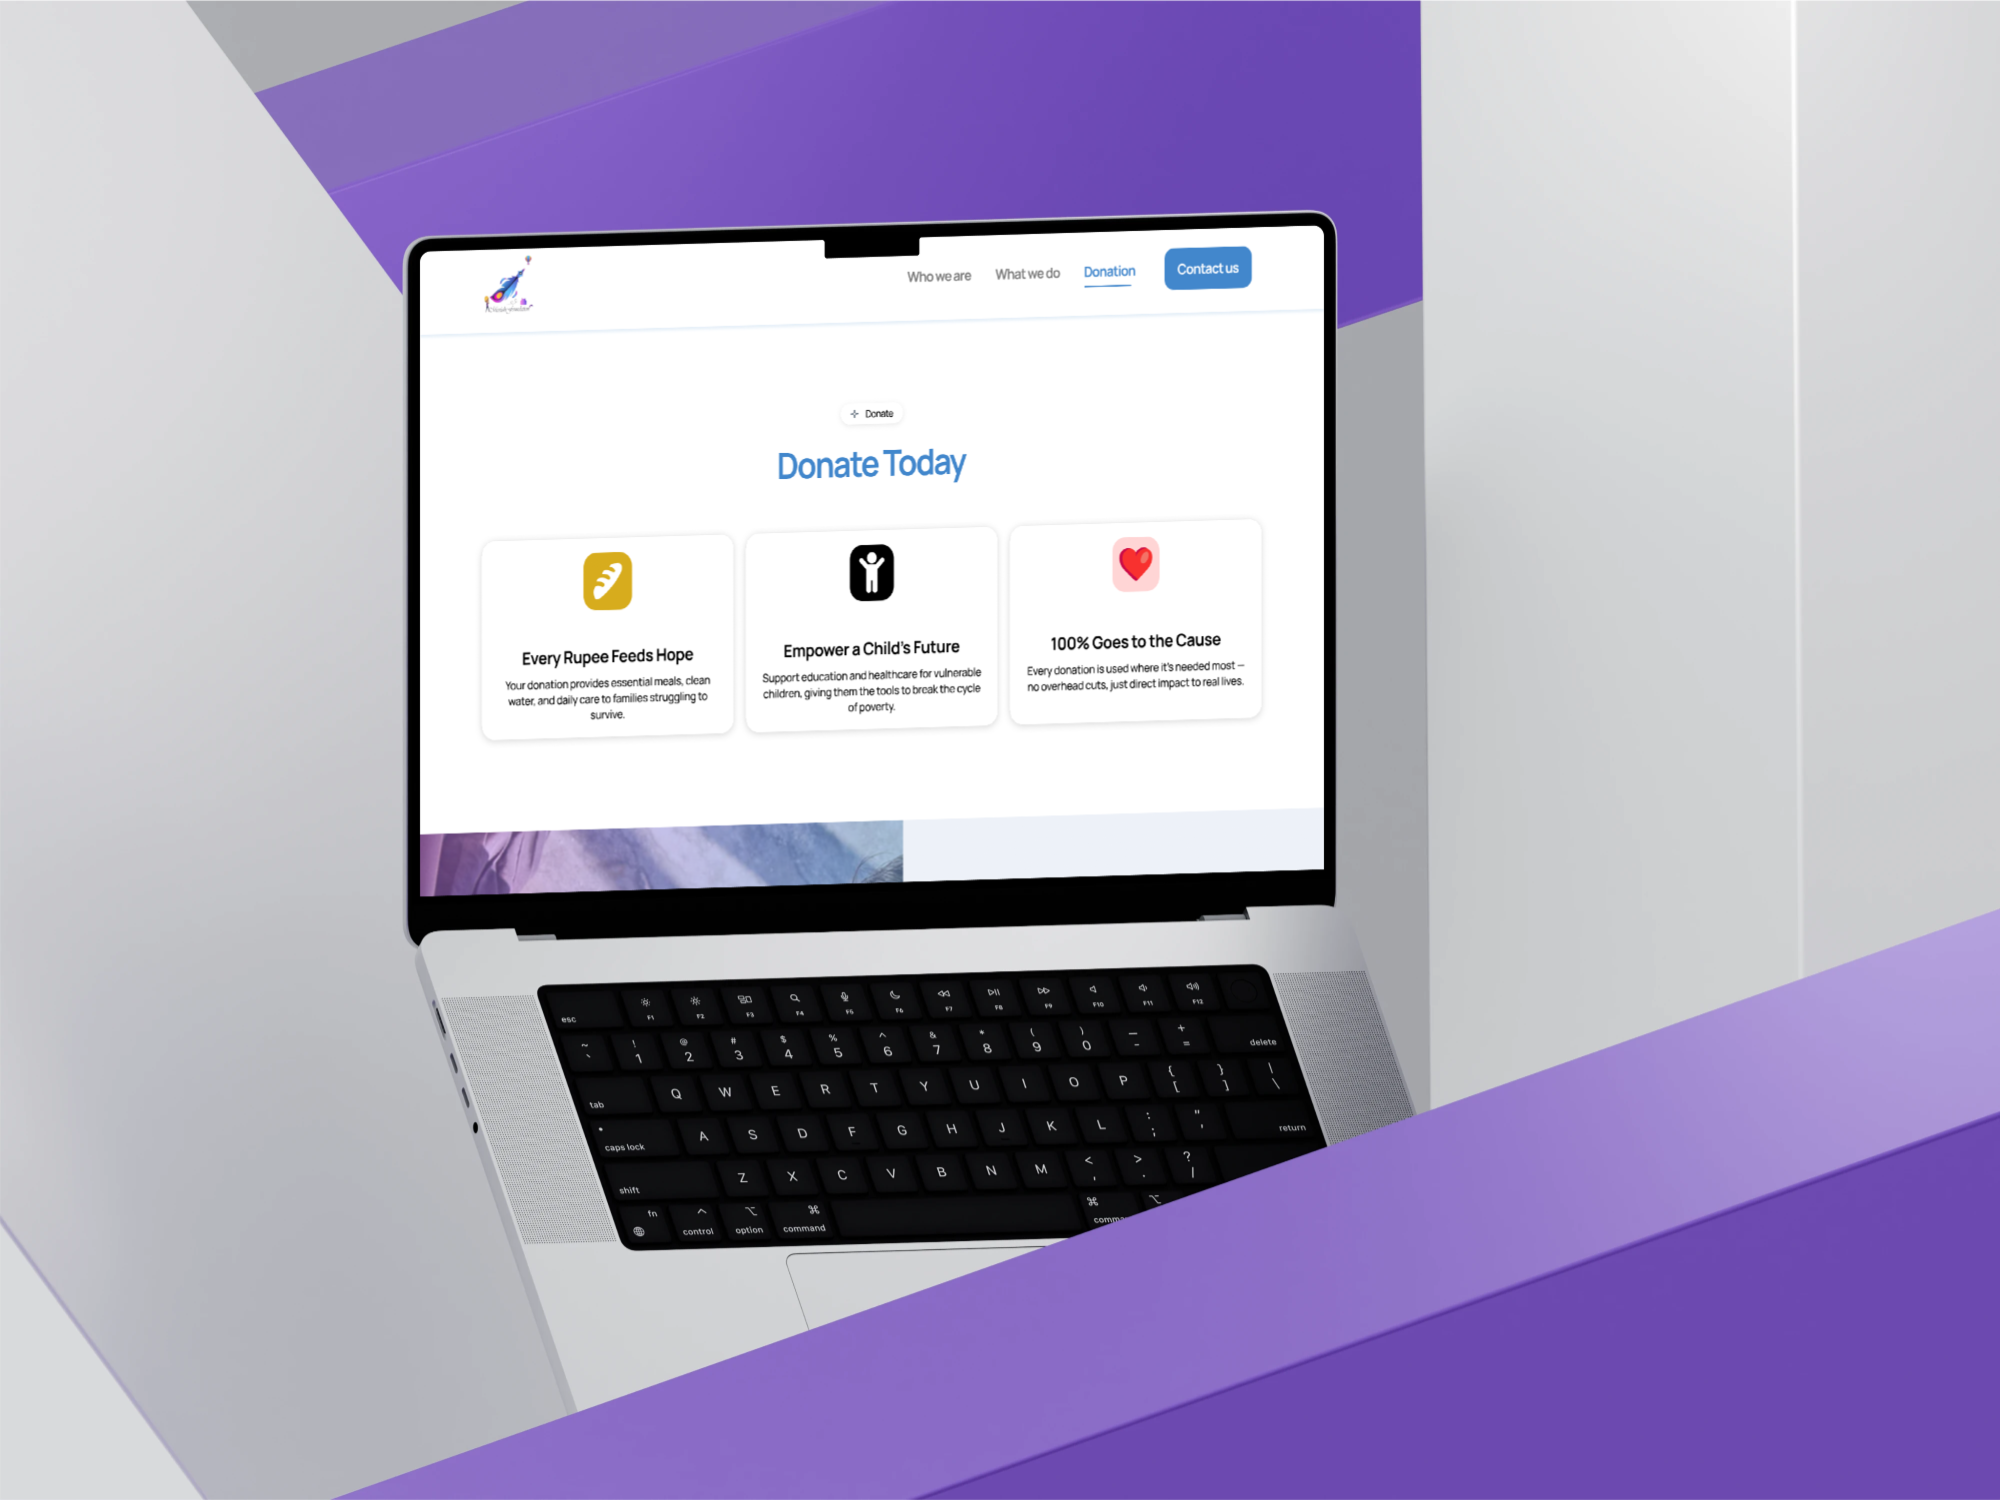 Who we are
What we do
Donation
Contact us
Donate
Donate Today
Every Rupee Feeds Hope
Your donation provides essential meals, clean
water, and daily care to families struggling to
survive.
Empower a Child's Future
Support education and healthcare for vulnerable
children, giving them the tools to break the cycle
of poverty.
100% Goes to the Cause
Every donation is used where it's needed most —
no overhead cuts, just direct impact to real lives.
esc
F1
F2
F3
F4
F5
F6
F7
F8
F9
F10
F11
F12
~ `
! 1
@ 2
# 3
$ 4
% 5
^ 6
& 7
* 8
( 9
) 0
— -
+ =
delete
tab
Q W E R T Y U I O P
{ [
} ]
| \
caps lock
A S D F G H J K L
: ;
" '
return
shift
Z X C V B N M
< ,
> .
? /
fn
control
option
⌘
command
⌘